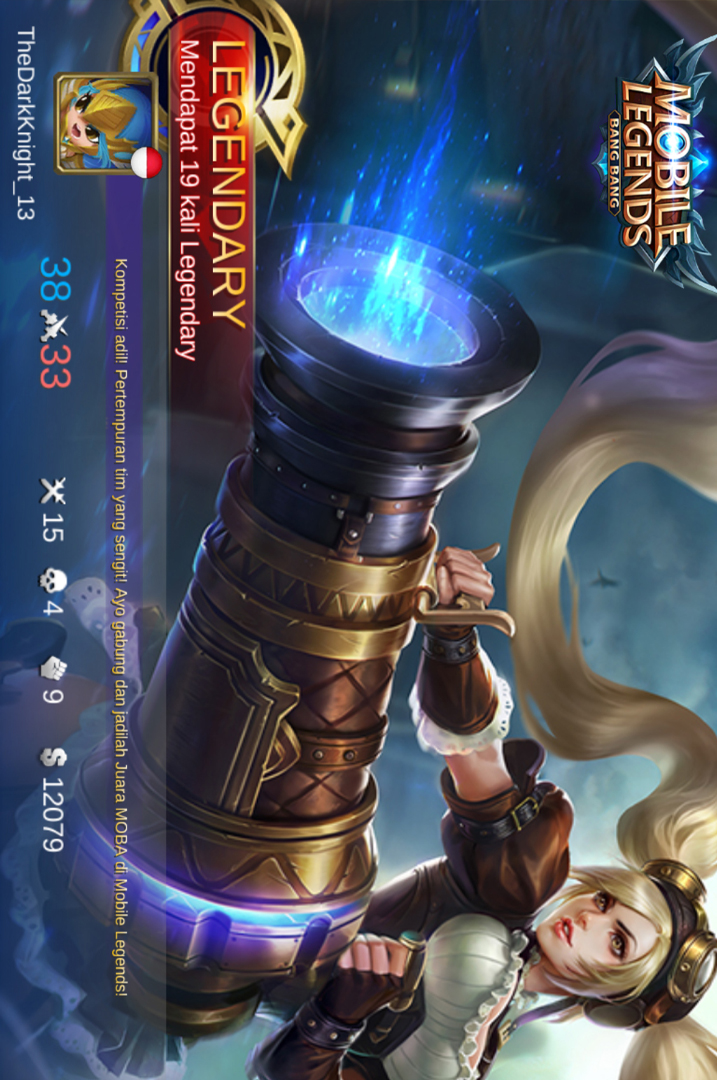 MOBILE
LEGENDS
BANG BANG
LEGENDARY
Mendapat 19 kali Legendary
Kompetisi adil! Pertempuran tim yang sengit! Ayo gabung dan jadilah Juara MOBA di Mobile Legends!
TheDarkKnight_13
38 33 15 4 9 $ 12079